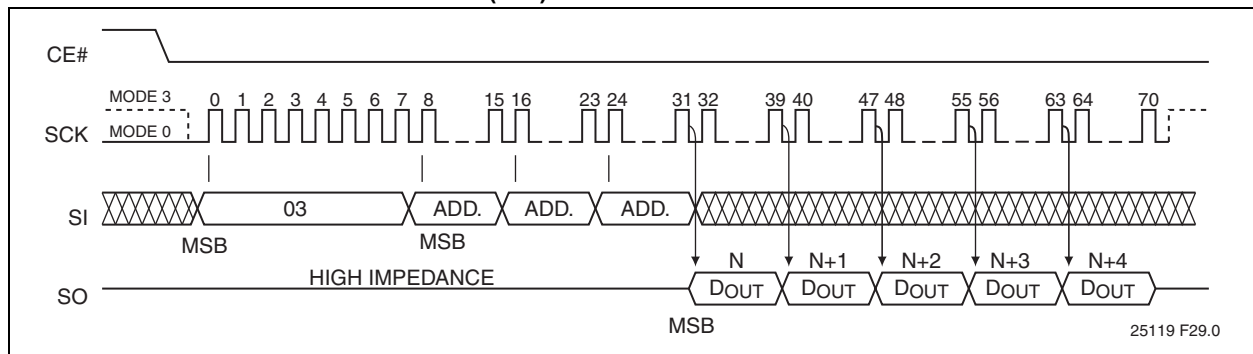 CE#
MODE 3
0 1 2 3 4 5 6 7 8 15 16 23 24 31 32 39 40 47 48 55 56 63 64 70
SCK
MODE 0
SI
03
ADD.
ADD.
ADD.
MSB
MSB
N
N+1
N+2
N+3
N+4
HIGH IMPEDANCE
SO
DOUT
DOUT
DOUT
DOUT
DOUT
MSB
25119 F29.0